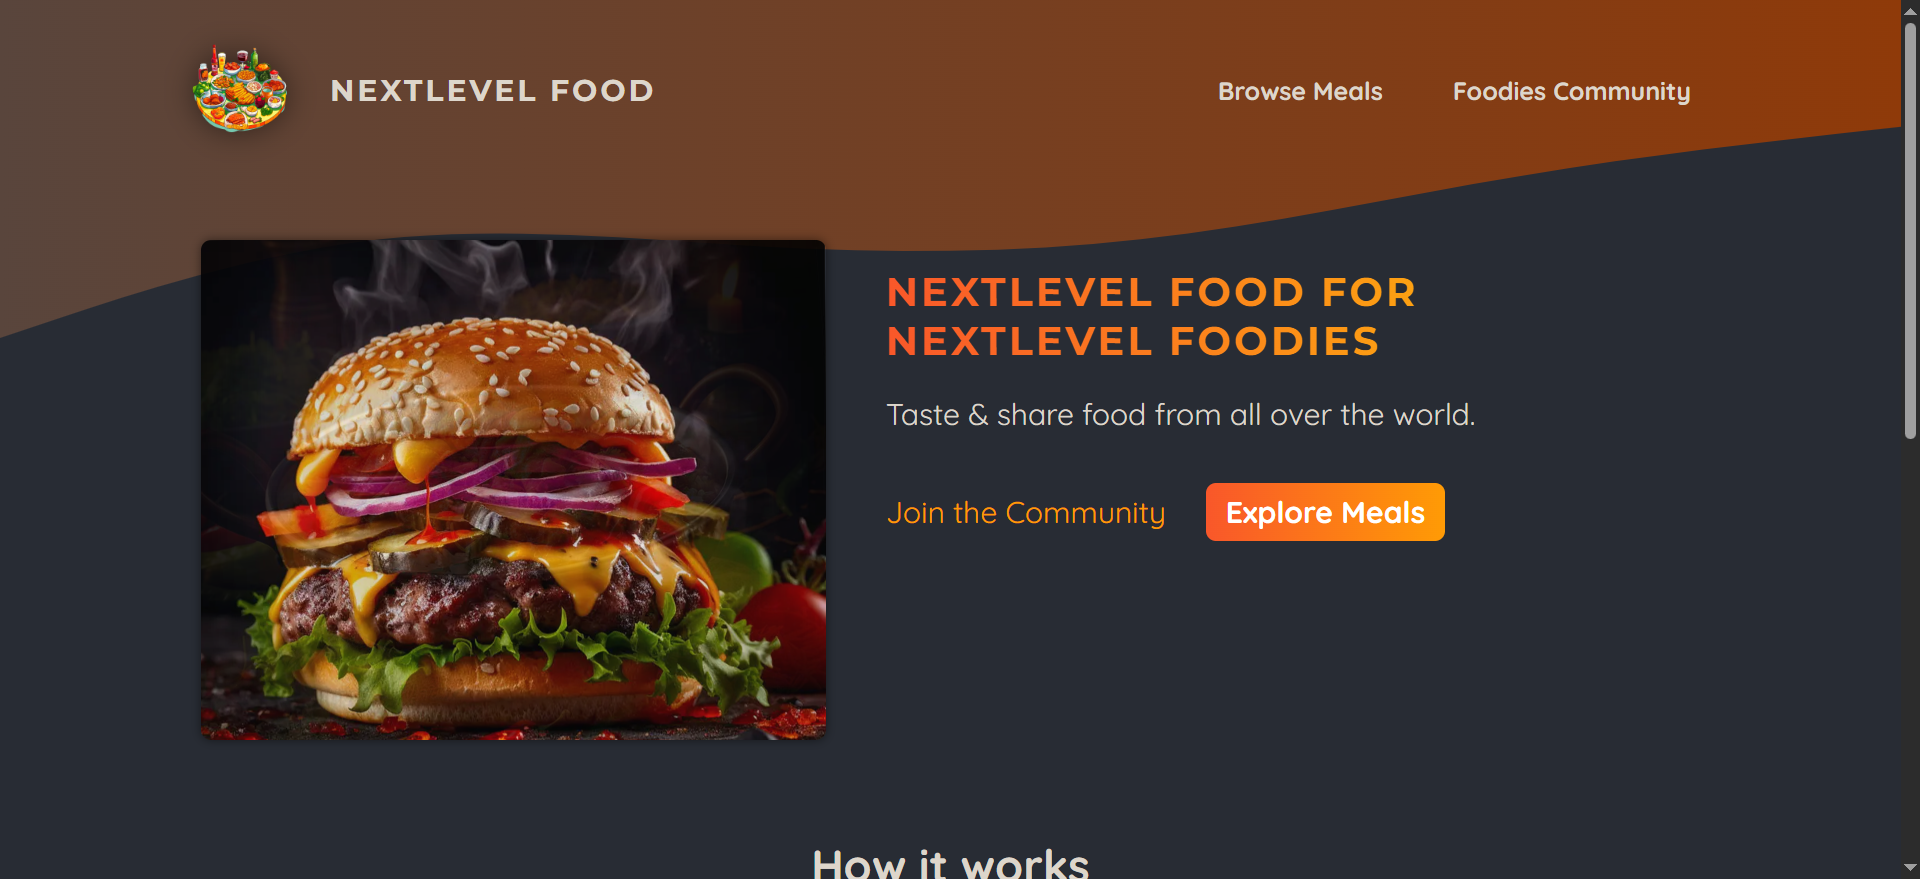 NEXTLEVEL FOOD
Browse Meals
Foodies Community
NEXTLEVEL FOOD FOR
NEXTLEVEL FOODIES
Taste & share food from all over the world.
Join the Community
Explore Meals
How it works